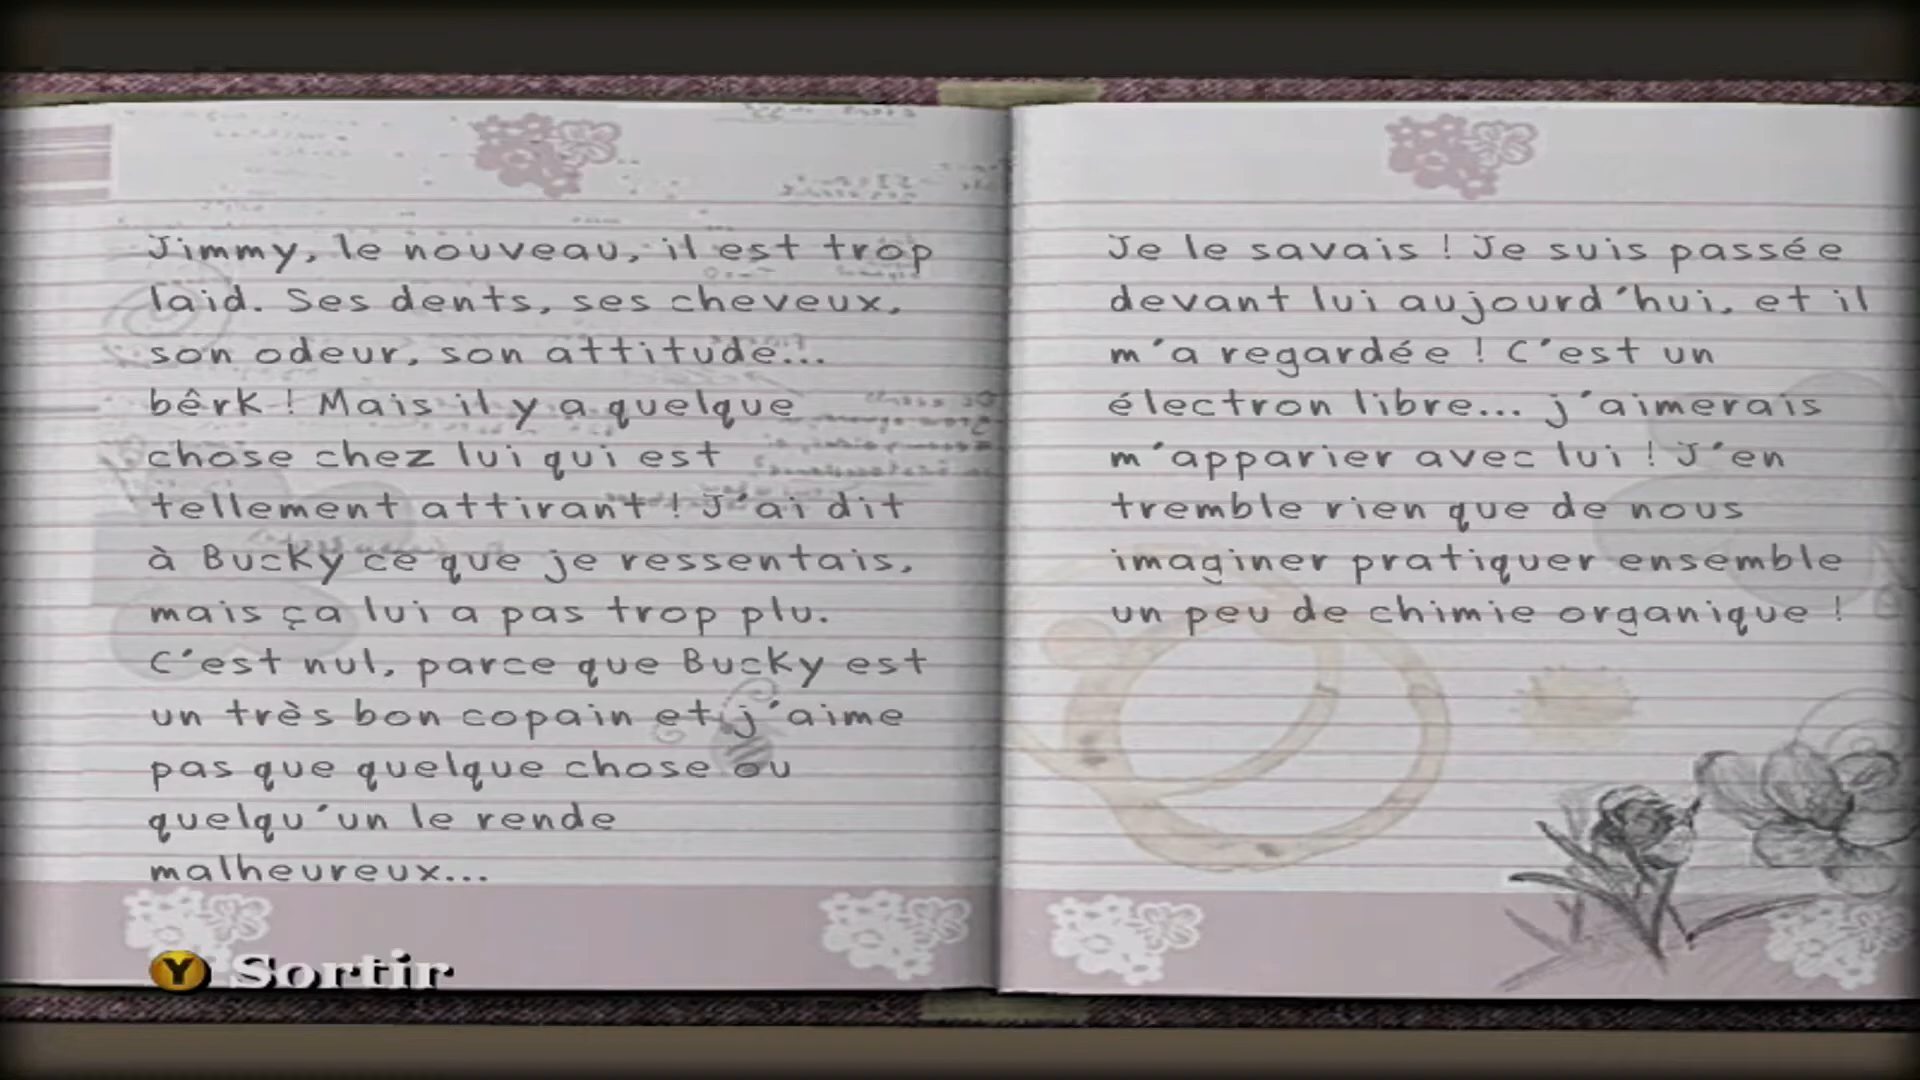 Jimmy, le nouveau, il est trop
laid. Ses dents, ses cheveux,
son odeur, son attitude...
bêrk ! Mais il y a quelque
chose chez lui qui est
tellement attirant ! J'ai dit
à Bucky ce que je ressentais,
mais ça lui a pas trop plu.
C'est nul, parce que Bucky est
un très bon copain et j'aime
pas que quelque chose ou
quelqu'un le rende
malheureux...
Je le savais ! Je suis passée
devant lui aujourd'hui, et il
m'a regardée ! C'est un
électron libre... j'aimerais
m'apparier avec lui ! J'en
tremble rien que de nous
imaginer pratiquer ensemble
un peu de chimie organique !
Y Sortir